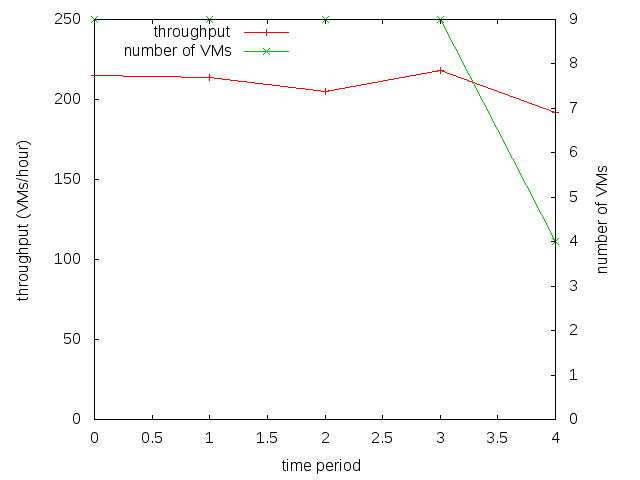 throughput
number of VMs
250
200
150
100
50
0
throughput (VMs/hour)
9
8
7
6
5
4
3
2
1
0
number of VMs
0 0.5 1 1.5 2 2.5 3 3.5 4
time period